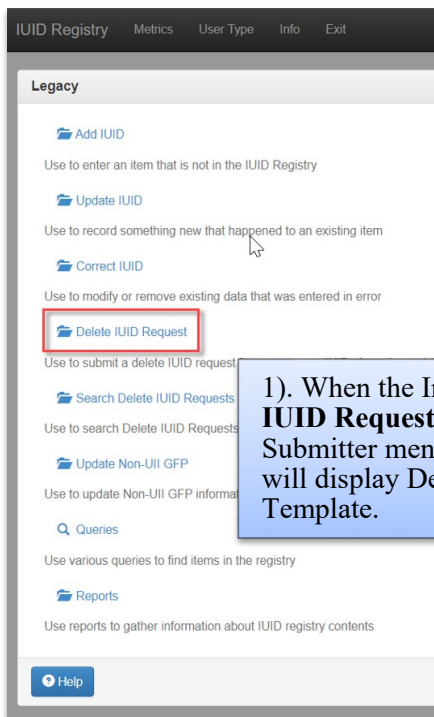 IUID Registry Metrics User Type Info Exit
Legacy
Add IUID
Use to enter an item that is not in the IUID Registry
Update IUID
Use to record something new that happened to an existing item
Correct IUID
Use to modify or remove existing data that was entered in error
Delete IUID Request
Use to submit a delete IUID request
Search Delete IUID Requests
Use to search Delete IUID Requests
Update Non-UII GFP
Use to update Non-UII GFP
Queries
Use various queries to find items in the registry
Reports
Use reports to gather information about IUID registry contents
Help
1). When the
IUID Request
Submitter
will display
Template.